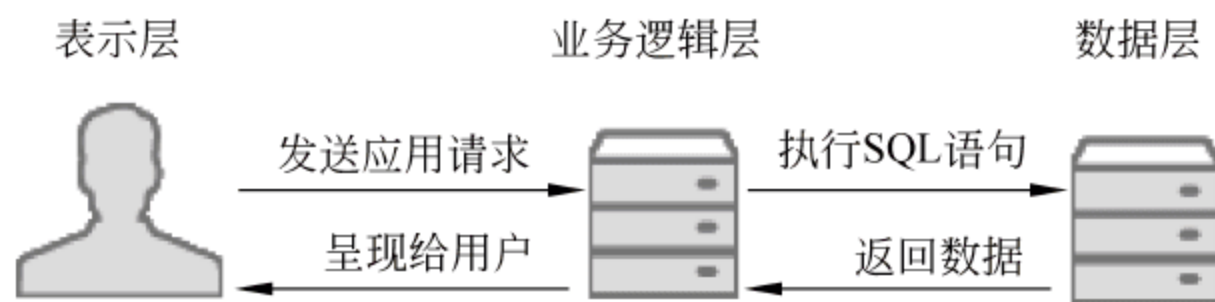 表示层
业务逻辑层
数据层
发送应用请求
执行SQL语句
呈现给用户
返回数据